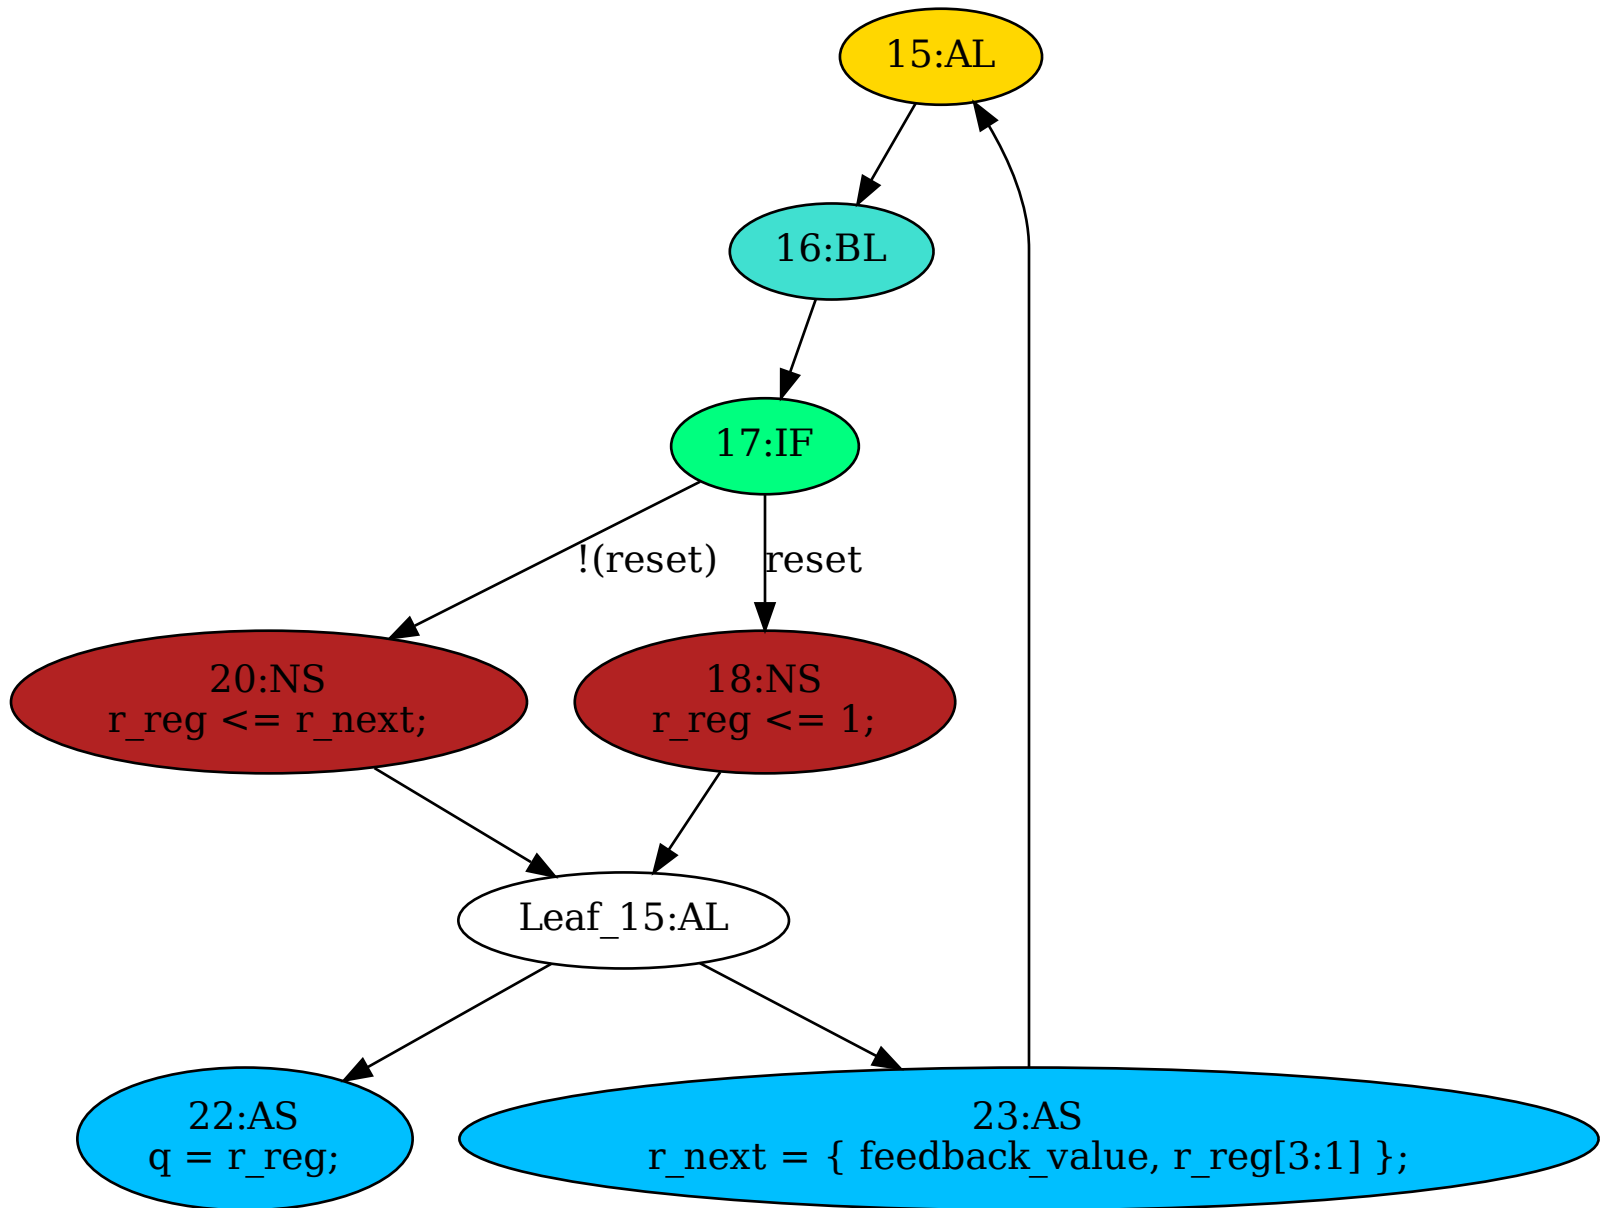 15:AL
16:BL
17:IF
!(reset)
reset
20:NS
r_reg <= r_next;
18:NS
r_reg <= 1;
Leaf_15:AL
22:AS
q = r_reg;
23:AS
r_next = { feedback_value, r_reg[3:1] };